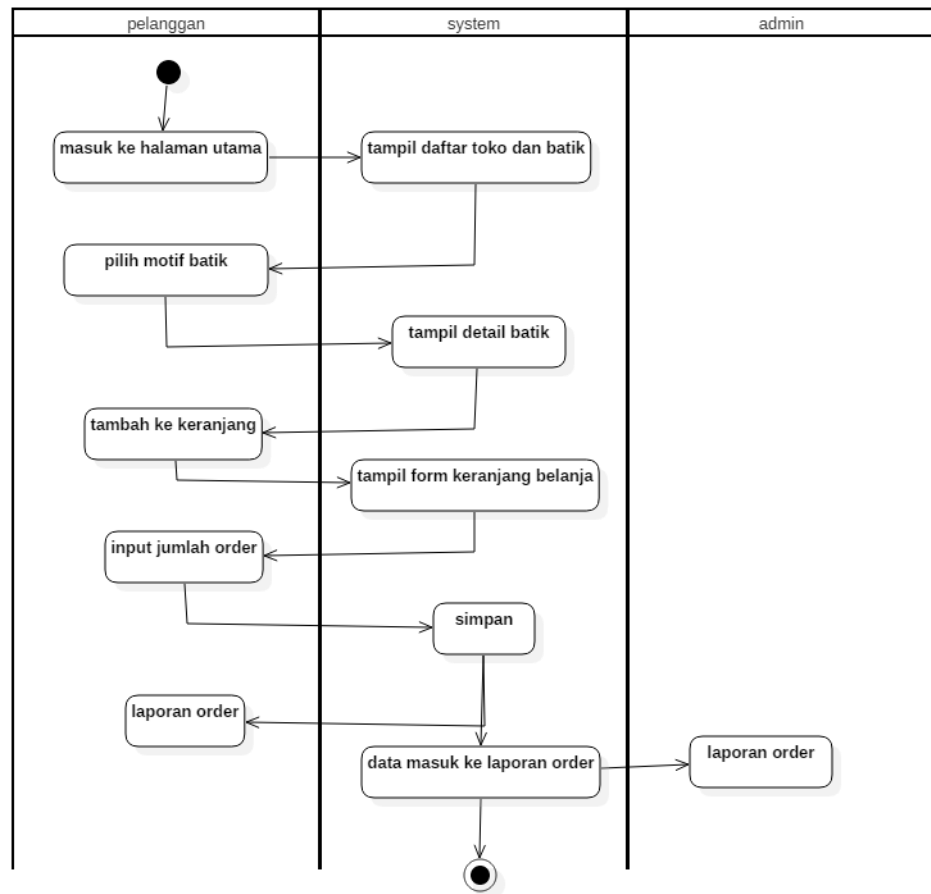 pelanggan
system
admin
masuk ke halaman utama
tampil daftar toko dan batik
pilih motif batik
tampil detail batik
tambah ke keranjang
tampil form keranjang belanja
input jumlah order
simpan
laporan order
data masuk ke laporan order
laporan order